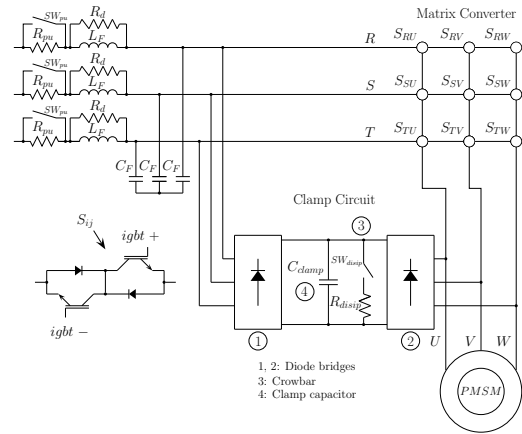 Matrix Converter
SW_pu
R_d
R_pu
L_F
R
S_RU
S_RV
S_RW
SW_pu
R_d
R_pu
L_F
S
S_SU
S_SV
S_SW
SW_pu
R_d
R_pu
L_F
T
S_TU
S_TV
S_TW
C_F
C_F
C_F
Clamp Circuit
S_ij
igbt +
3
C_clamp
SW_disip
4
R_disip
igbt −
1
2
U
V
W
1, 2: Diode bridges
3: Crowbar
4: Clamp capacitor
PMSM